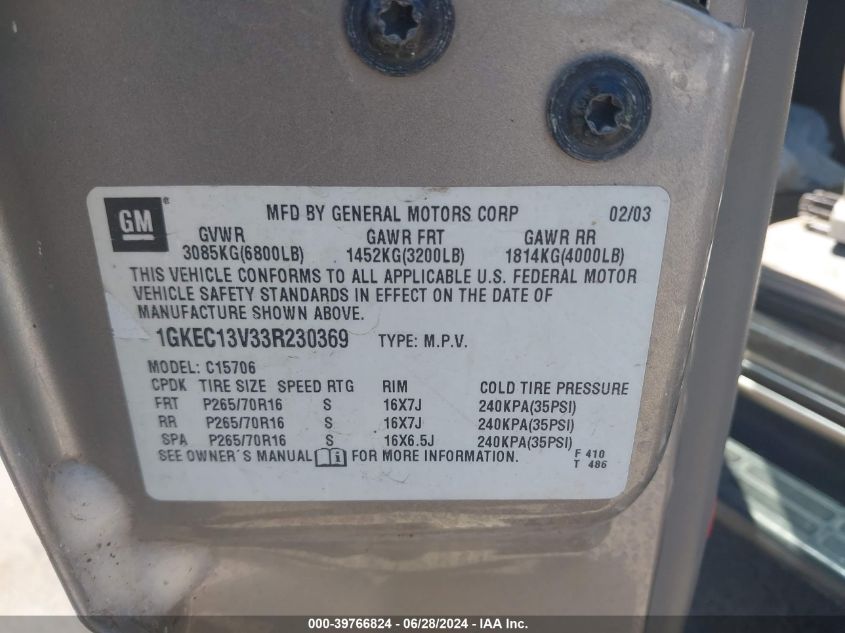 GM ®
MFD BY GENERAL MOTORS CORP 02/03
GVWR GAWR FRT GAWR RR
3085KG(6800LB) 1452KG(3200LB) 1814KG(4000LB)
THIS VEHICLE CONFORMS TO ALL APPLICABLE U.S. FEDERAL MOTOR
VEHICLE SAFETY STANDARDS IN EFFECT ON THE DATE OF
MANUFACTURE SHOWN ABOVE.
1GKEC13V33R230369 TYPE: M.P.V.
MODEL: C15706
CPDK TIRE SIZE SPEED RTG RIM COLD TIRE PRESSURE
FRT P265/70R16 S 16X7J 240KPA(35PSI)
RR P265/70R16 S 16X7J 240KPA(35PSI)
SPA P265/70R16 S 16X6.5J 240KPA(35PSI)
SEE OWNER'S MANUAL FOR MORE INFORMATION.
F 410
T 486
000-39766824 - 06/28/2024 - IAA Inc.